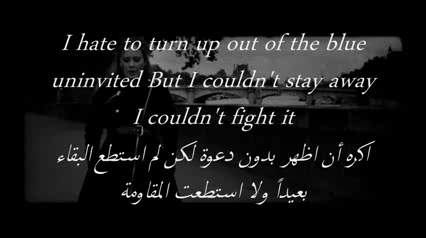 I hate to turn up out of the blue
uninvited But I couldn't stay away
I couldn't fight it
اكره أن اظهر بدون دعوة لكن لم استطع البقاء
بعيداً ولا استطعت المقاومة